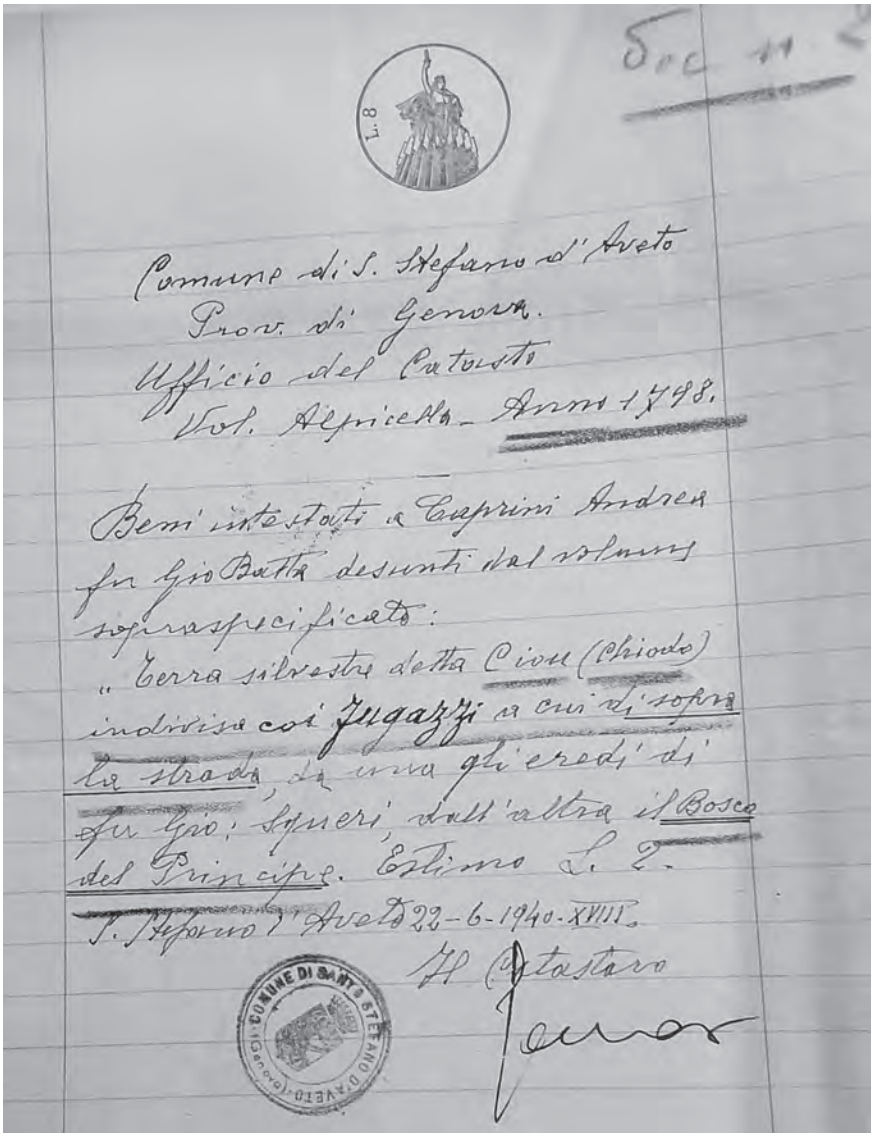 Doc n. 2
L. 8
Comune di S. Stefano d'Aveto
Prov. di Genova.
Ufficio del Catasto
Vol. Alpicella - Anno 1798.
Beni intestati a Caprini Andrea
fu Gio Batta desunti dal volume
sopraspecificato:
„ Terra silvestre detta Ciou (Chiodo)
indivisa coi Fugazzi a cui di sopra
la strada, da una gli eredi di
fu Gio: Squeri, dall'altra il Bosco
del Principe. Estimo L. 2.
S. Stefano d'Aveto 22-6-1940-XVIII.
Il Catastaro
COMUNE DI SANTO STEFANO D'AVETO (Genova)